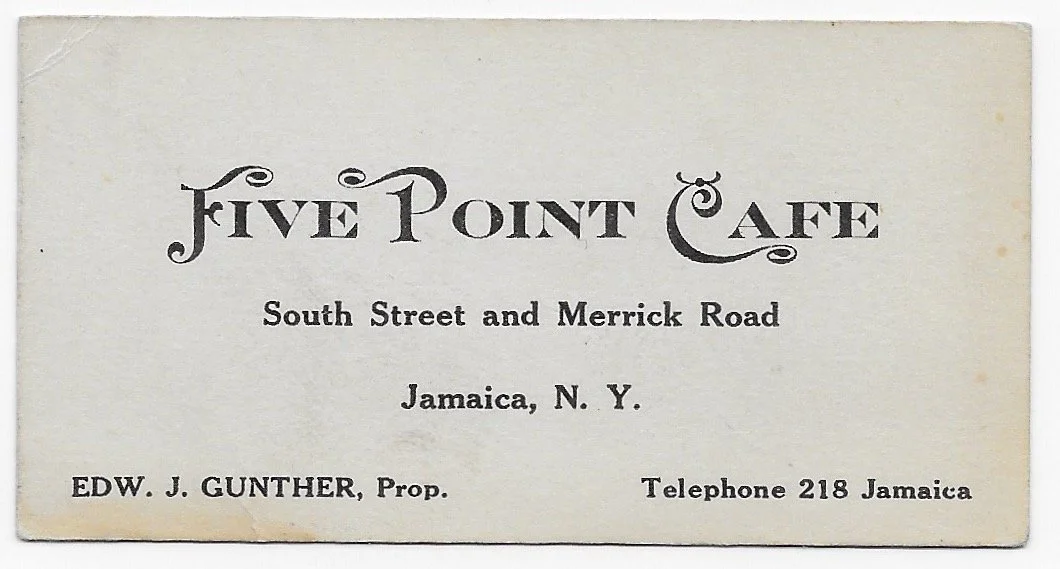 FIVE POINT CAFE
South Street and Merrick Road
Jamaica, N. Y.
EDW. J. GUNTHER, Prop.
Telephone 218 Jamaica